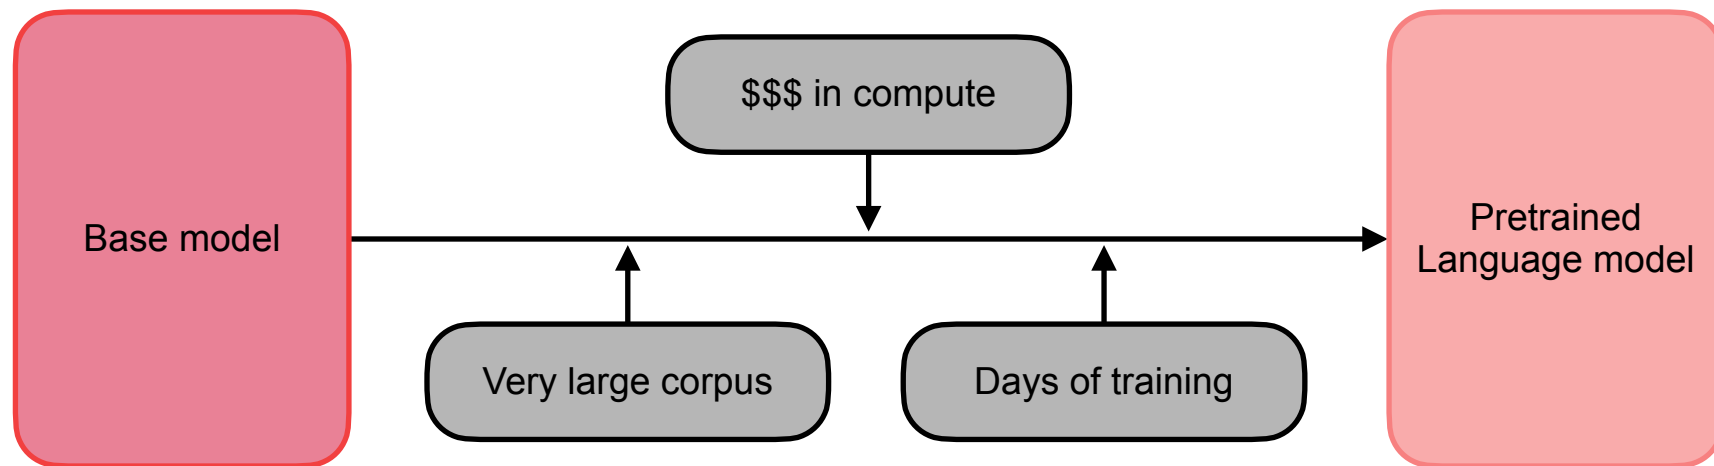 Base model
$$$ in compute
Very large corpus
Days of training
Pretrained
Language model